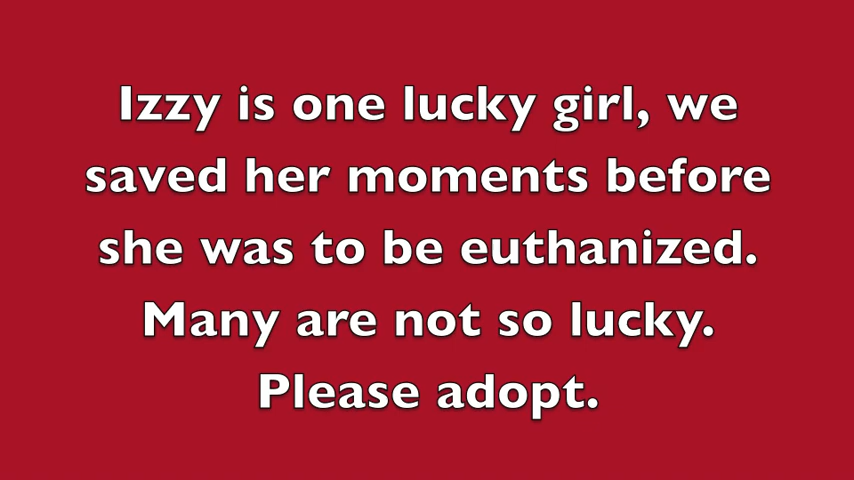 Izzy is one lucky girl, we
saved her moments before
she was to be euthanized.
Many are not so lucky.
Please adopt.